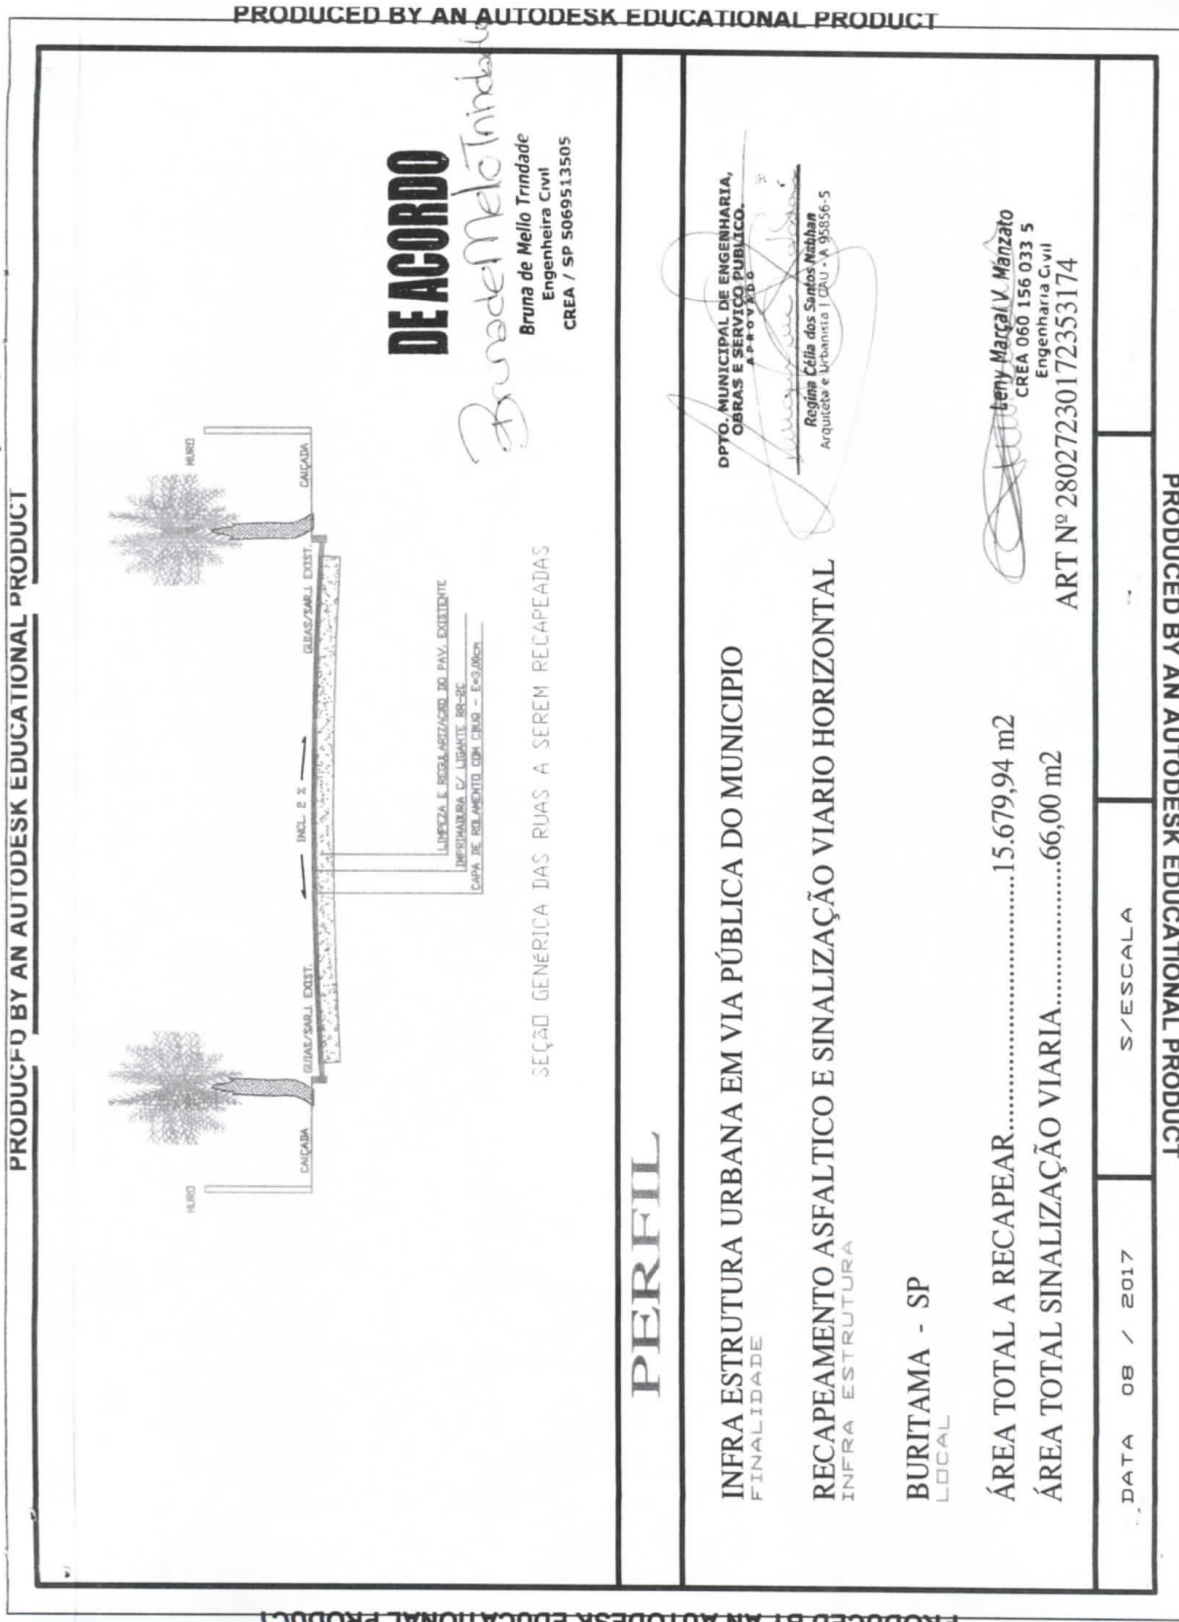 PRODUCED BY AN AUTODESK EDUCATIONAL PRODUCT
PRODUCED BY AN AUTODESK EDUCATIONAL PRODUCT
MURO
MURO
CALÇADA
GUIAS/SARJ. EXIST.
INCL. 2 %
GUIAS/SARJ. EXIST.
CALÇADA
LIMPEZA E REGULARIZAÇÃO DO PAV. EXISTENTE
IMPRIMADURA C/ LIGANTE RR-2C
CAPA DE ROLAMENTO COM CBUQ - E=3,00cm
SEÇÃO GENÉRICA DAS RUAS A SEREM RECAPEADAS
DE ACORDO
Bruna de Mello Trindade
Bruna de Mello Trindade
Engenheira Civil
CREA / SP 5069513505
PERFIL
INFRA ESTRUTURA URBANA EM VIA PÚBLICA DO MUNICIPIO
FINALIDADE
RECAPEAMENTO ASFALTICO E SINALIZAÇÃO VIARIO HORIZONTAL
INFRA ESTRUTURA
BURITAMA - SP
LOCAL
ÁREA TOTAL A RECAPEAR........................................15.679,94 m2
ÁREA TOTAL SINALIZAÇÃO VIARIA....................66,00 m2
DPTO. MUNICIPAL DE ENGENHARIA,
OBRAS E SERVIÇO PUBLICO.
APROVADO
Regina Célia dos Santos Nabhan
Arquiteta e Urbanista | CAU - A 95856-5
Leny Marçal V. Manzato
CREA 060 156 033 5
Engenharia Civil
ART Nº 28027230172353174
DATA 08 / 2017
S/ESCALA
PRODUCED BY AN AUTODESK EDUCATIONAL PRODUCT
PRODUCED BY AN AUTODESK EDUCATIONAL PRODUCT